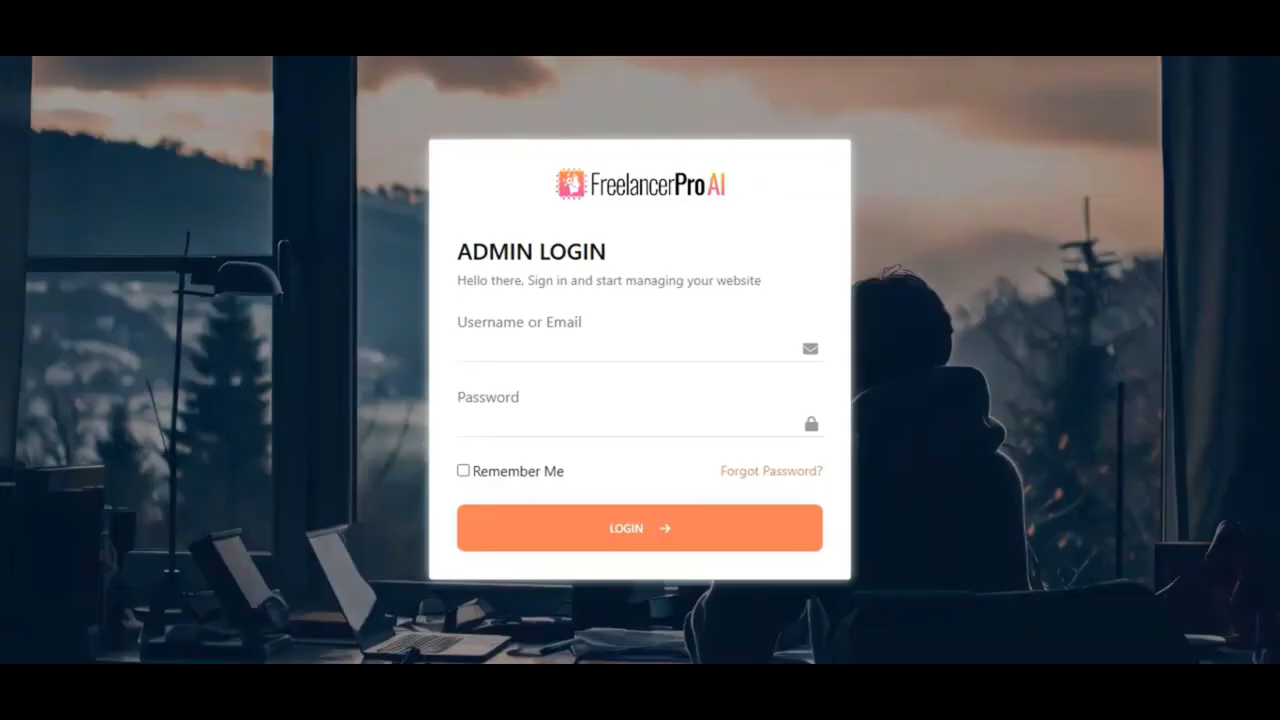 FreelancerPro AI
ADMIN LOGIN
Hello there, Sign in and start managing your website
Username or Email
Password
Remember Me
Forgot Password?
LOGIN